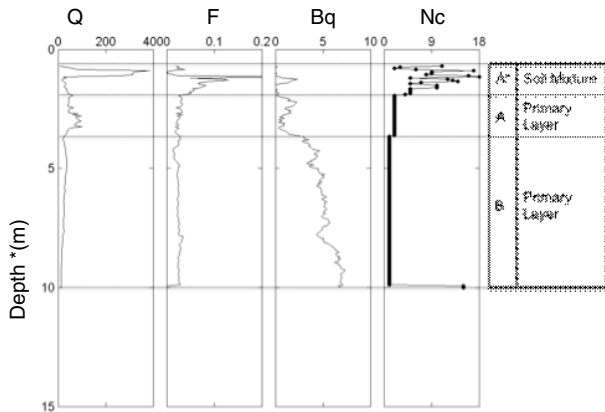 Q F Bq Nc
0 200 400 0 0.1 0.2 0 5 10 0 9 18
0
5
10
15
Depth *(m)
A* Soil Mixture
A Primary
Layer
B Primary
Layer